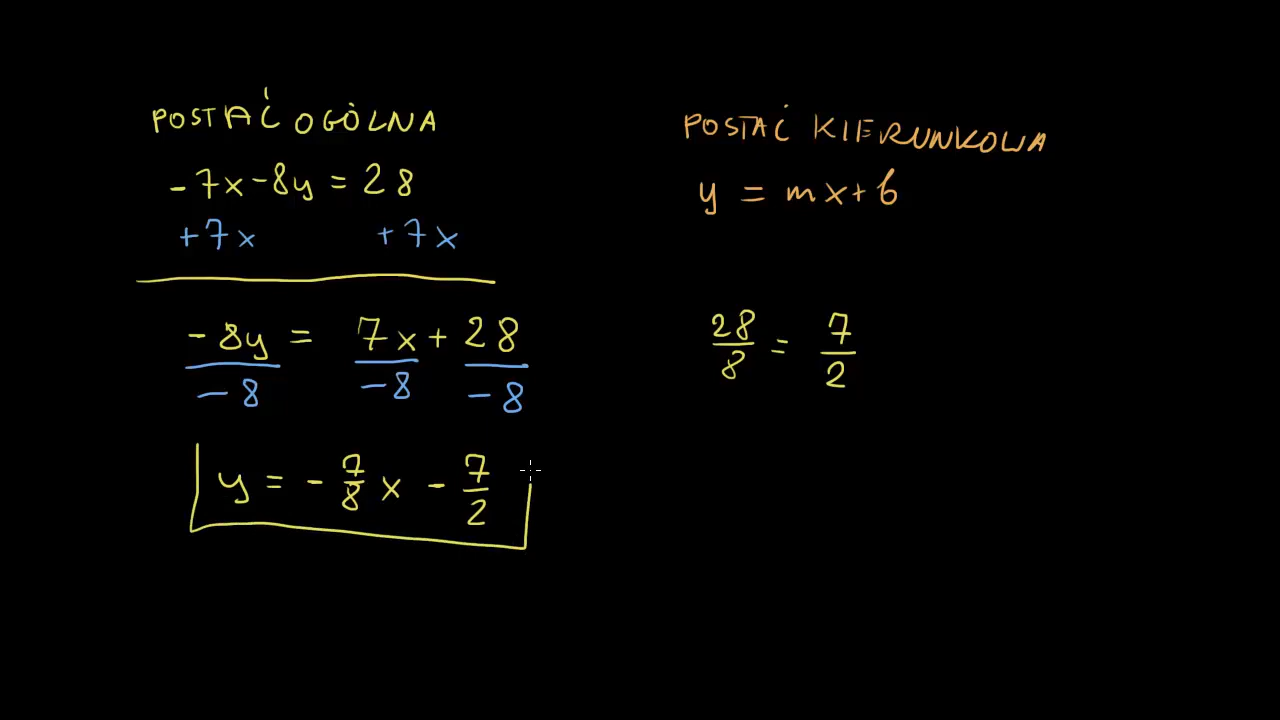 POSTAĆ OGÓLNA
-7x-8y = 28
+7x +7x
-8y = 7x + 28
-8 -8 -8
y = - 7/8 x - 7/2
POSTAĆ KIERUNKOWA
y = mx+b
28/8 = 7/2